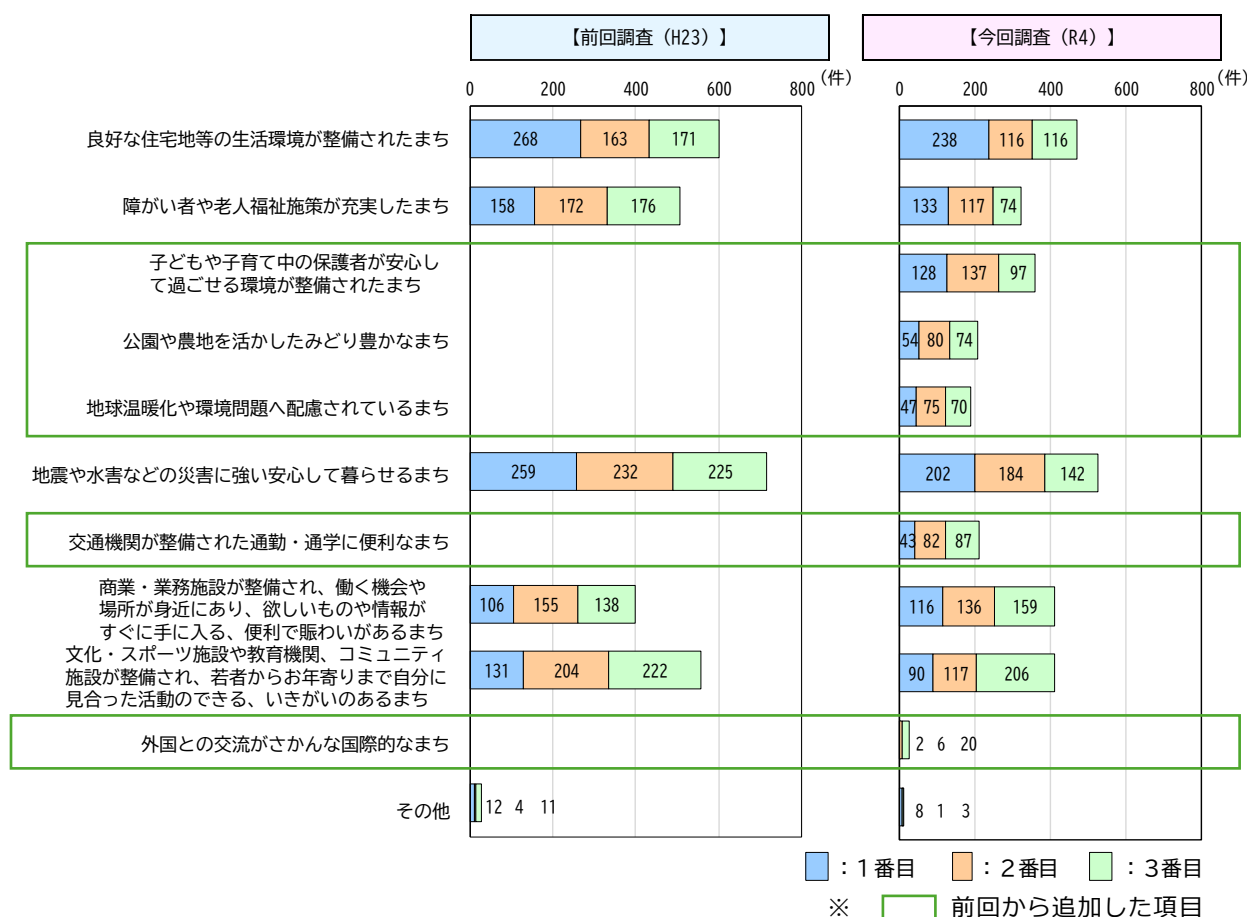 【前回調査（H23）】
【今回調査（R4）】
0 200 400 600 800 (件)
0 200 400 600 800 (件)
良好な住宅地等の生活環境が整備されたまち
268 163 171
238 116 116
障がい者や老人福祉施策が充実したまち
158 172 176
133 117 74
子どもや子育て中の保護者が安心し
て過ごせる環境が整備されたまち
128 137 97
公園や農地を活かしたみどり豊かなまち
54 80 74
地球温暖化や環境問題へ配慮されているまち
47 75 70
地震や水害などの災害に強い安心して暮らせるまち
259 232 225
202 184 142
交通機関が整備された通勤・通学に便利なまち
43 82 87
商業・業務施設が整備され、働く機会や
場所が身近にあり、欲しいものや情報が
すぐに手に入る、便利で賑わいがあるまち
106 155 138
116 136 159
文化・スポーツ施設や教育機関、コミュニティ
施設が整備され、若者からお年寄りまで自分に
見合った活動のできる、いきがいのあるまち
131 204 222
90 117 206
外国との交流がさかんな国際的なまち
2 6 20
その他
12 4 11
8 1 3
：１番目 ：２番目 ：３番目
※ 前回から追加した項目